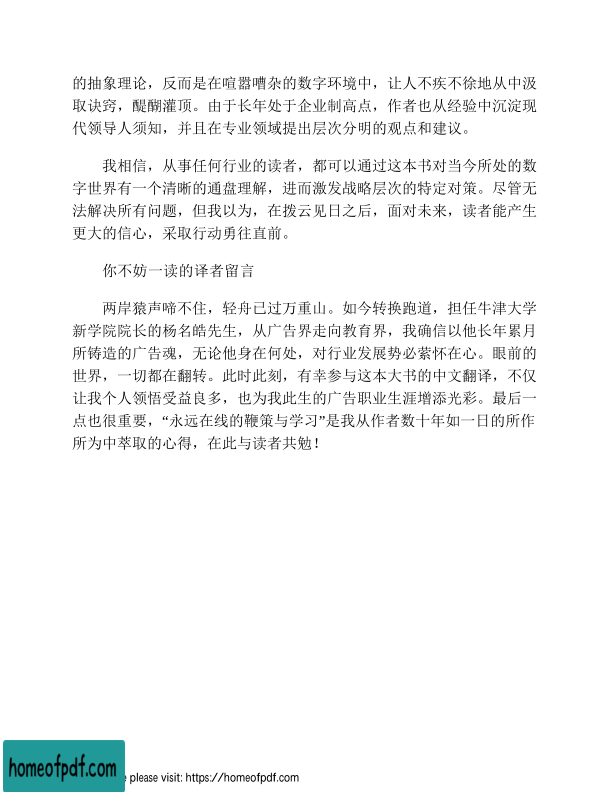 的抽象理论，反而是在喧嚣嘈杂的数字环境中，让人不疾不徐地从中汲
取诀窍，醍醐灌顶。由于长年处于企业制高点，作者也从经验中沉淀现
代领导人须知，并且在专业领域提出层次分明的观点和建议。
我相信，从事任何行业的读者，都可以通过这本书对当今所处的数
字世界有一个清晰的通盘理解，进而激发战略层次的特定对策。尽管无
法解决所有问题，但我以为，在拨云见日之后，面对未来，读者能产生
更大的信心，采取行动勇往直前。
你不妨一读的译者留言
两岸猿声啼不住，轻舟已过万重山。如今转换跑道，担任牛津大学
新学院院长的杨名皓先生，从广告界走向教育界，我确信以他长年累月
所铸造的广告魂，无论他身在何处，对行业发展势必萦怀在心。眼前的
世界，一切都在翻转。此时此刻，有幸参与这本大书的中文翻译，不仅
让我个人领悟受益良多，也为我此生的广告职业生涯增添光彩。最后一
点也很重要，“永远在线的鞭策与学习”是我从作者数十年如一日的所作
所为中萃取的心得，在此与读者共勉！
homeofpdf.com
e please visit: https://homeofpdf.com